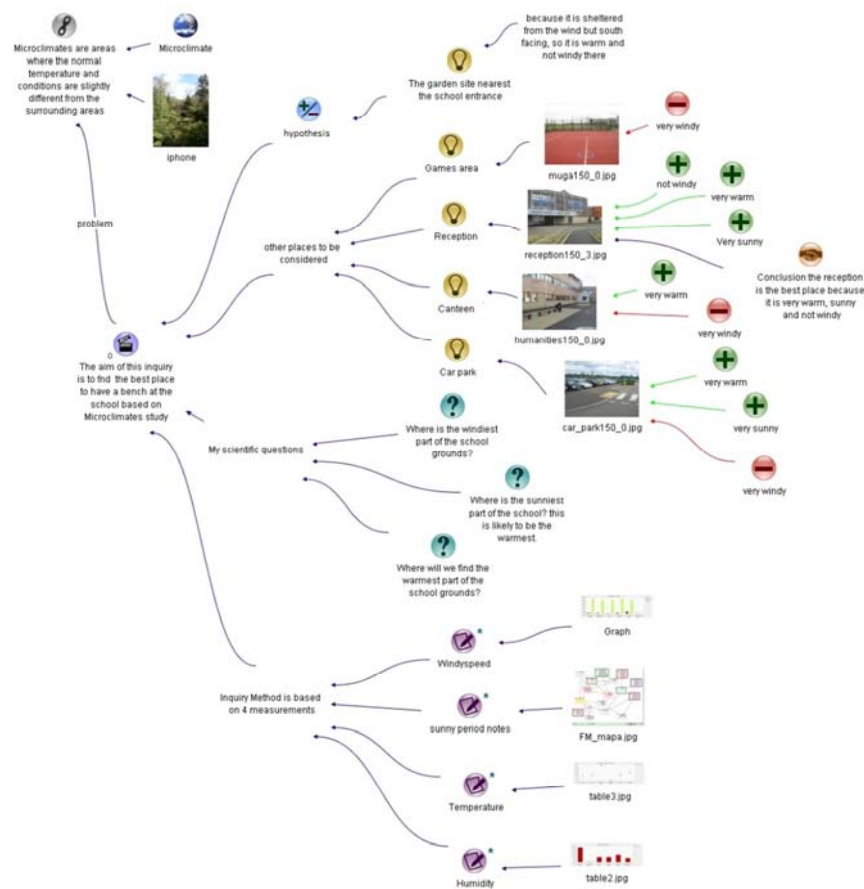 because it is sheltered
from the wind but south
facing, so it is warm and
not windy there
Microclimates are areas
where the normal
temperature and
conditions are slightly
different from the
surrounding areas
Microclimate
iphone
The garden site nearest
the school entrance
hypothesis
very windy
Games area
muga150_0.jpg
not windy
very warm
problem
Reception
Very sunny
other places to be
considered
reception150_3.jpg
Conclusion the reception
is the best place because
it is very warm, sunny
and not windy
very warm
Canteen
humanities150_0.jpg
very windy
0
The aim of this inquiry
is to fnd the best place
to have a bench at the
school based on
Microclimates study
Car park
very warm
car_park150_0.jpg
very sunny
very windy
My scientific questions
Where is the windiest
part of the school
grounds?
Where is the sunniest
part of the school? this
is likely to be the
warmest.
Where will we find the
warmest part of the
school grounds?
Graph
Windyspeed
Inquiry Method is based
on 4 measurements
sunny period notes
FM_mapa.jpg
Temperature
table3.jpg
Humidity
table2.jpg